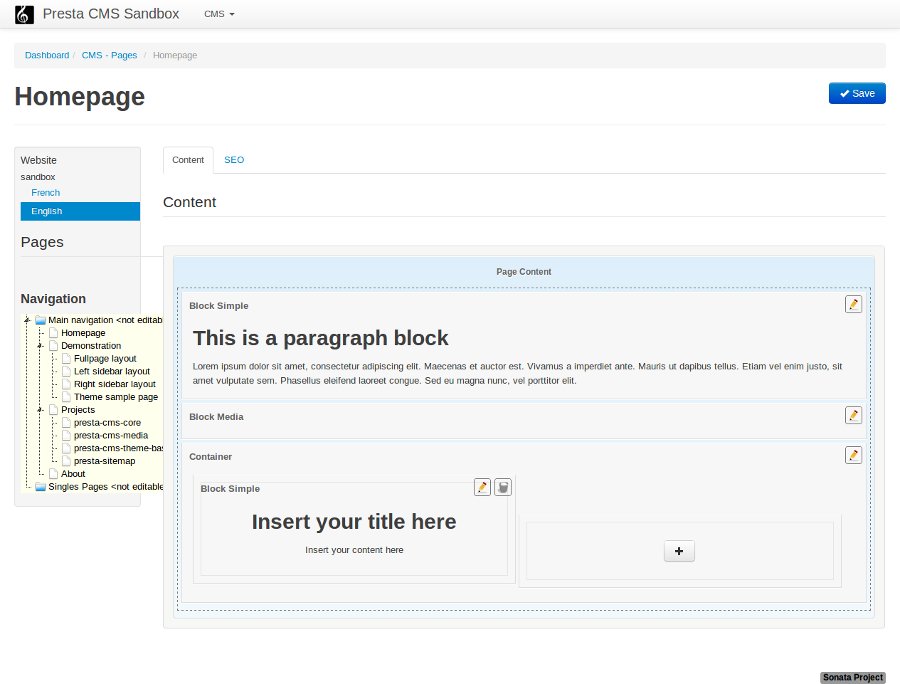 Presta CMS Sandbox CMS
Dashboard / CMS - Pages / Homepage
Homepage
Save
Website
sandbox
French
English
Pages
Navigation
Main navigation <not editab
Homepage
Demonstration
Fullpage layout
Left sidebar layout
Right sidebar layout
Theme sample page
Projects
presta-cms-core
presta-cms-media
presta-cms-theme-bas
presta-sitemap
About
Singles Pages <not editable
Content SEO
Content
Page Content
Block Simple
This is a paragraph block
Lorem ipsum dolor sit amet, consectetur adipiscing elit. Maecenas et auctor est. Vivamus a imperdiet ante. Mauris ut dapibus tellus. Etiam vel enim justo, sit
amet vulputate sem. Phasellus eleifend laoreet congue. Sed eu magna nunc, vel porttitor elit.
Block Media
Container
Block Simple
Insert your title here
Insert your content here
+
Sonata Project